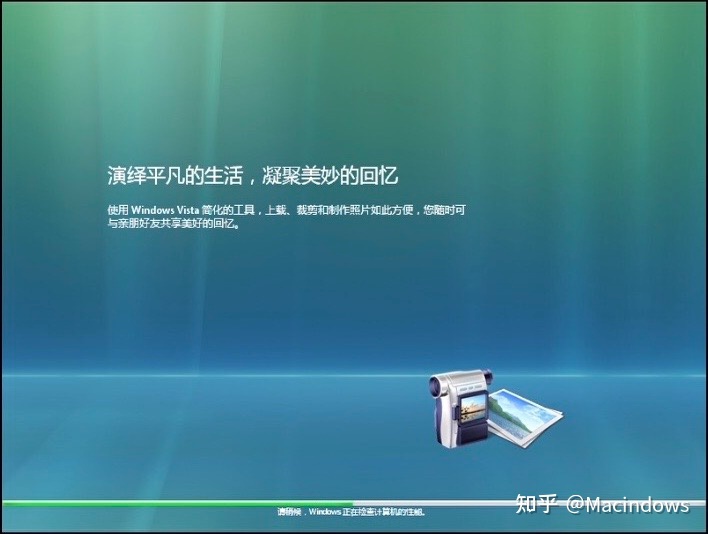 演绎平凡的生活，凝聚美妙的回忆
使用 Windows Vista 简化的工具，上载、裁剪和制作照片如此方便，您随时可
与亲朋好友共享美好的回忆。
请稍候，Windows 正在检查计算机的性能。
知乎 @Macindows